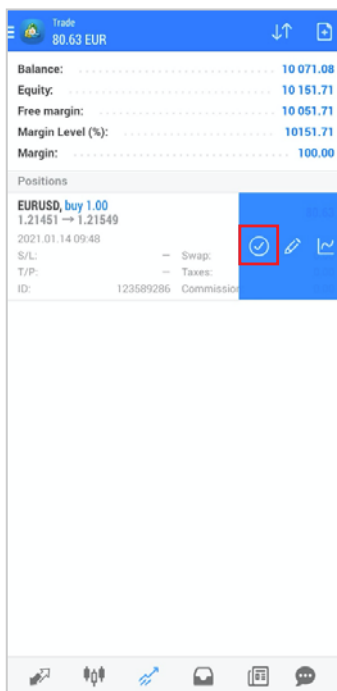 Trade
80.63 EUR
Balance: 10 071.08
Equity: 10 151.71
Free margin: 10 051.71
Margin Level (%): 10151.71
Margin: 100.00
Positions
EURUSD, buy 1.00
1.21451 → 1.21549
2021.01.14 09:48
S/L: – Swap:
T/P: – Taxes:
ID: 123589286 Commission